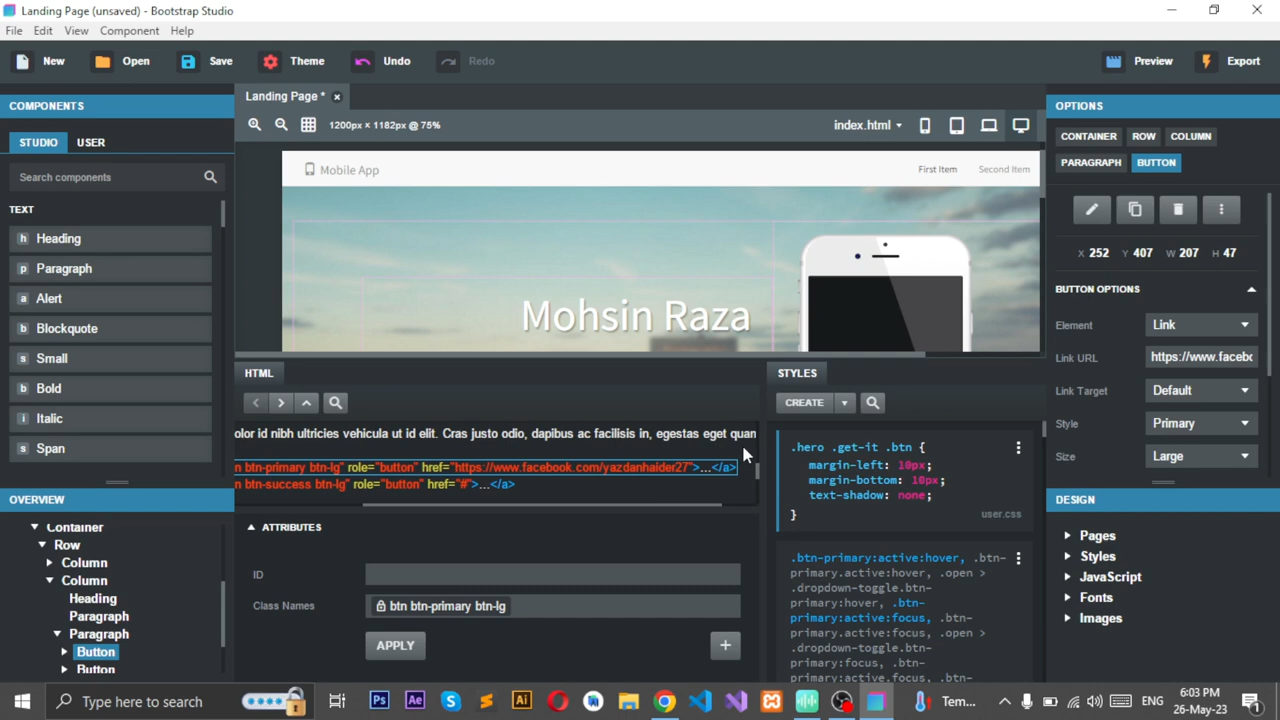 Landing Page (unsaved) - Bootstrap Studio
File Edit View Component Help
New Open Save Theme Undo Redo Preview Export
COMPONENTS
STUDIO USER
Search components
TEXT
h Heading
p Paragraph
a Alert
b Blockquote
s Small
b Bold
i Italic
s Span
OVERVIEW
Container
Row
Column
Column
Heading
Paragraph
Paragraph
Button
Button
Landing Page *
1200px × 1182px @ 75%
index.html
Mobile App
First Item Second Item
Mohsin Raza
HTML
olor id nibh ultricies vehicula ut id elit. Cras justo odio, dapibus ac facilisis in, egestas eget quam
n btn-primary btn-lg" role="button" href="https://www.facebook.com/yazdanhaider27">...</a>
n btn-success btn-lg" role="button" href="#">...</a>
ATTRIBUTES
ID
Class Names btn btn-primary btn-lg
APPLY +
STYLES
CREATE
.hero .get-it .btn {
margin-left: 10px;
margin-bottom: 10px;
text-shadow: none;
}
user.css
.btn-primary:active:hover, .btn-
primary.active:hover, .open >
.dropdown-toggle.btn-
primary:hover, .btn-
primary:active:focus, .btn-
primary.active:focus, .open >
.dropdown-toggle.btn-
primary:focus, .btn-
OPTIONS
CONTAINER ROW COLUMN
PARAGRAPH BUTTON
X 252 Y 407 W 207 H 47
BUTTON OPTIONS
Element Link
Link URL https://www.facebo
Link Target Default
Style Primary
Size Large
DESIGN
Pages
Styles
JavaScript
Fonts
Images
Type here to search
Ps Ae Ai
Tem...
ENG
6:03 PM
26-May-23
1